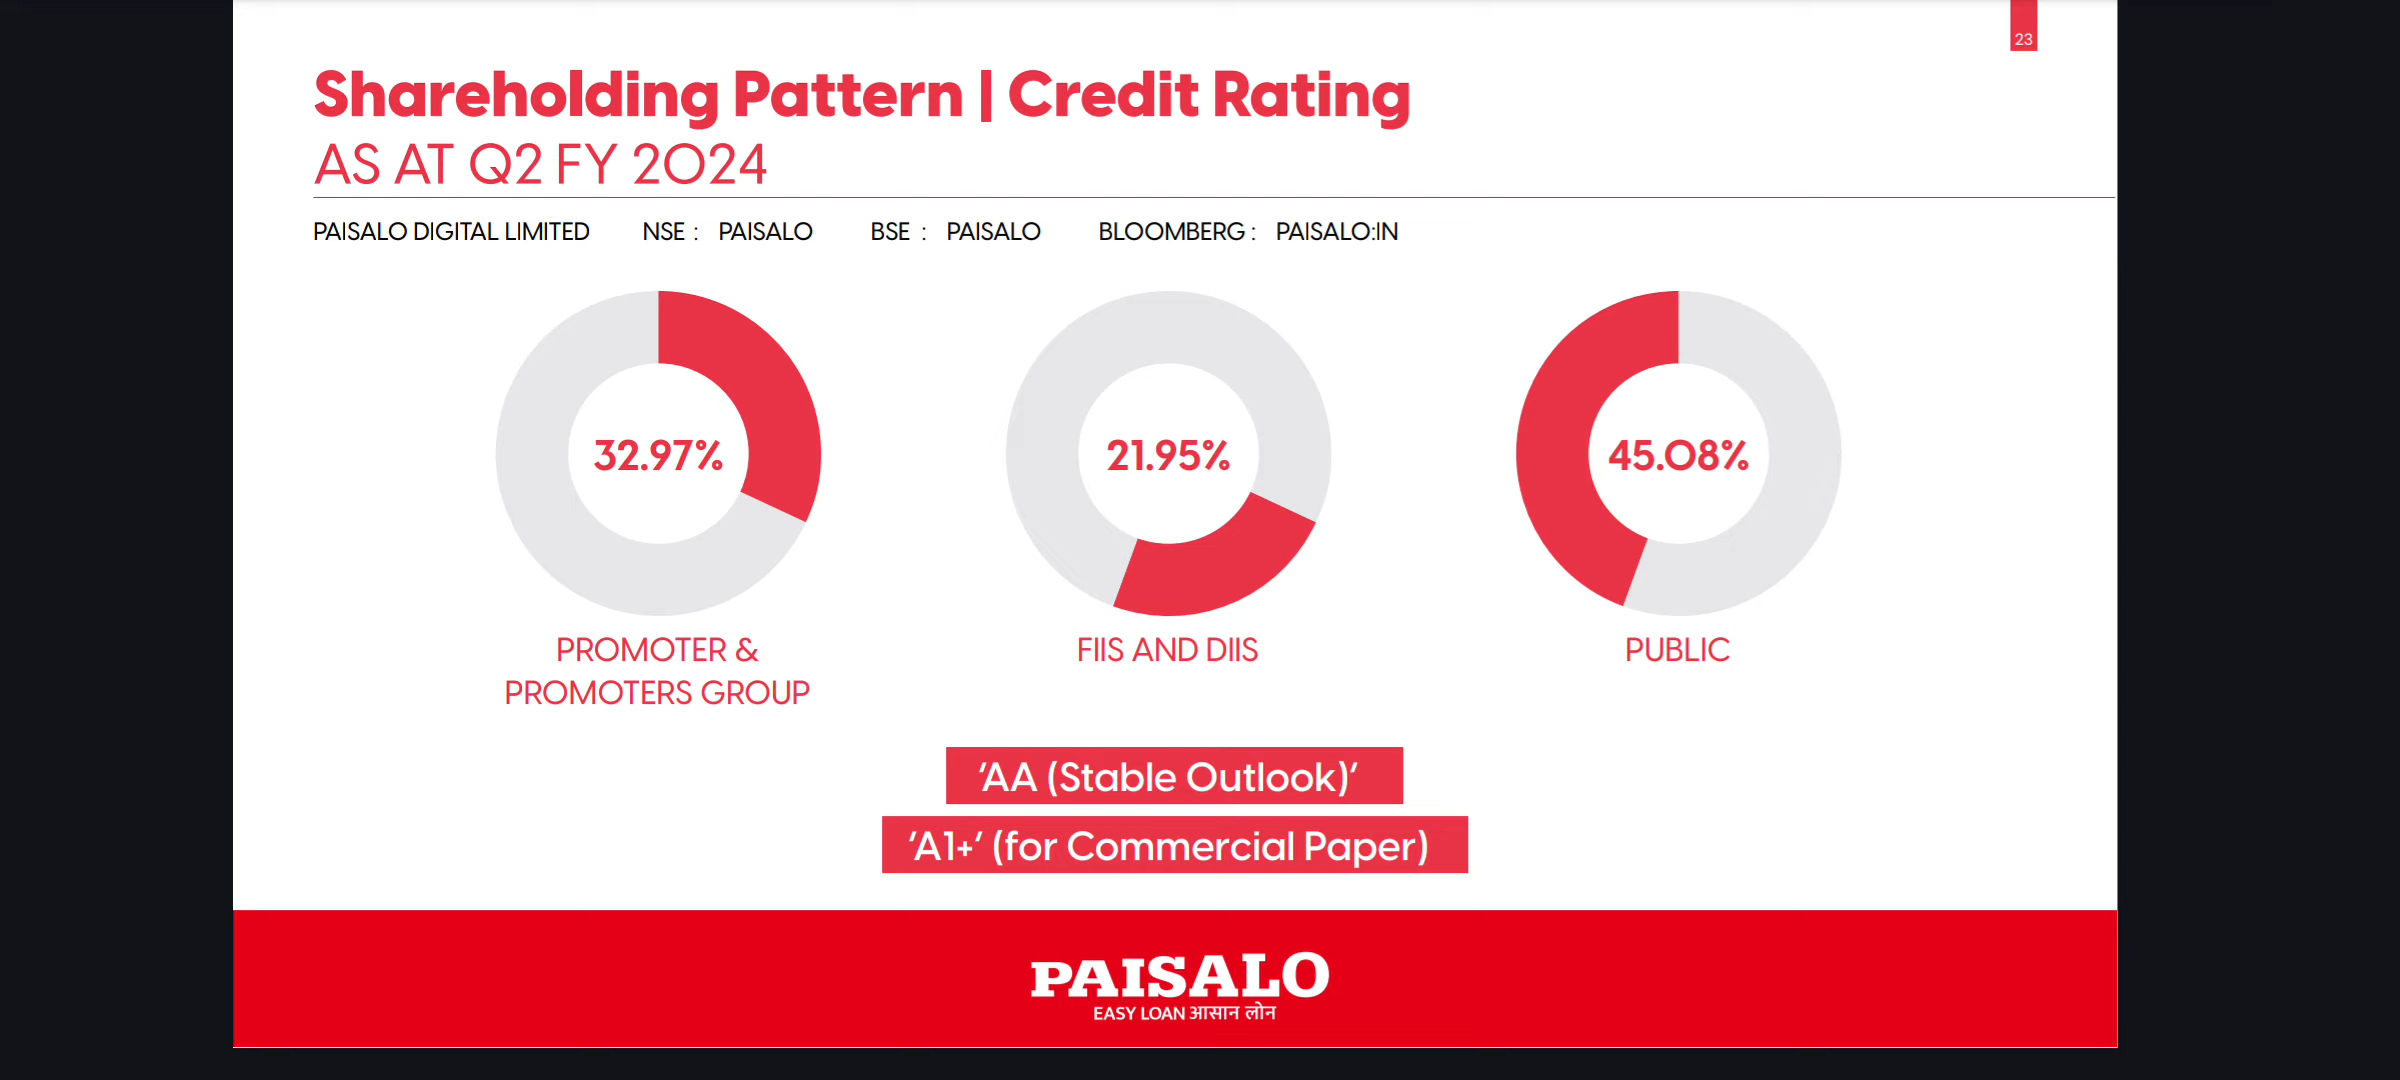 23
Shareholding Pattern | Credit Rating
AS AT Q2 FY 2024
PAISALO DIGITAL LIMITED NSE : PAISALO BSE : PAISALO BLOOMBERG : PAISALO:IN
32.97% 21.95% 45.08%
PROMOTER & FIIS AND DIIS PUBLIC
PROMOTERS GROUP
'AA (Stable Outlook)'
'A1+' (for Commercial Paper)
PAISALO
EASY LOAN आसान लोन